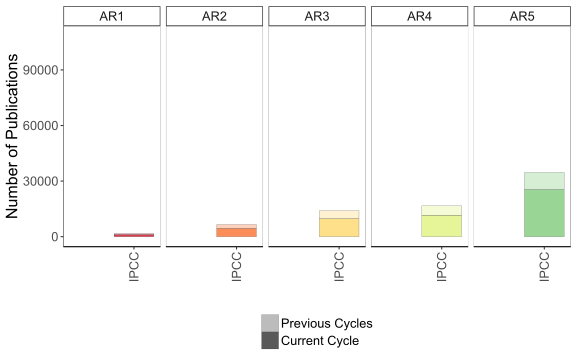 AR1 AR2 AR3 AR4 AR5
Number of Publications
90000
60000
30000
0
IPCC IPCC IPCC IPCC IPCC
Previous Cycles
Current Cycle